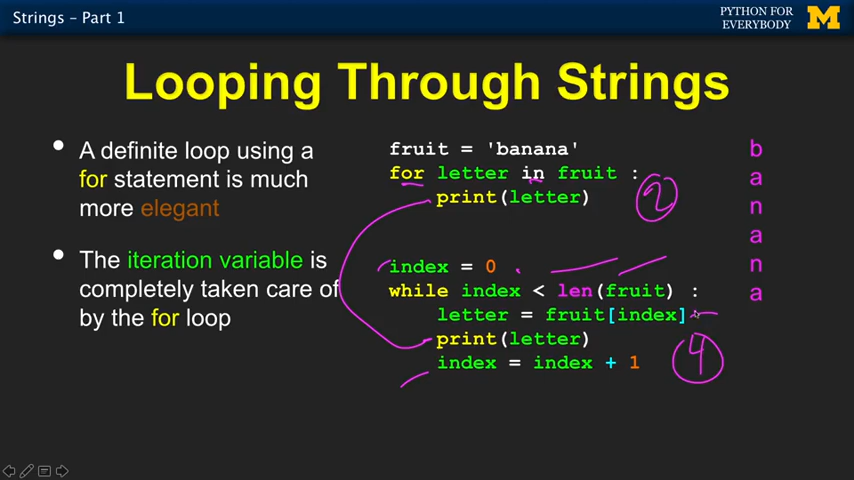 Strings – Part 1
PYTHON FOR
EVERYBODY
M
Looping Through Strings
• A definite loop using a
for statement is much
more elegant
• The iteration variable is
completely taken care of
by the for loop
fruit = 'banana'
for letter in fruit :
print(letter)
2
index = 0
while index < len(fruit) :
letter = fruit[index]
print(letter)
index = index + 1
4
b
a
n
a
n
a